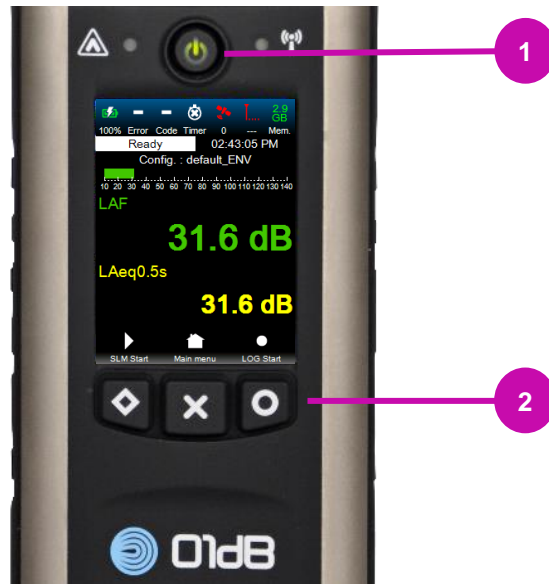 1
2.9
GB
100% Error Code Timer 0 --- Mem.
Ready 02:43:05 PM
Config. : default_ENV
10 20 30 40 50 60 70 80 90 100 110 120 130 140
LAF
31.6 dB
LAeq0.5s
31.6 dB
SLM Start Main menu LOG Start
2
01dB